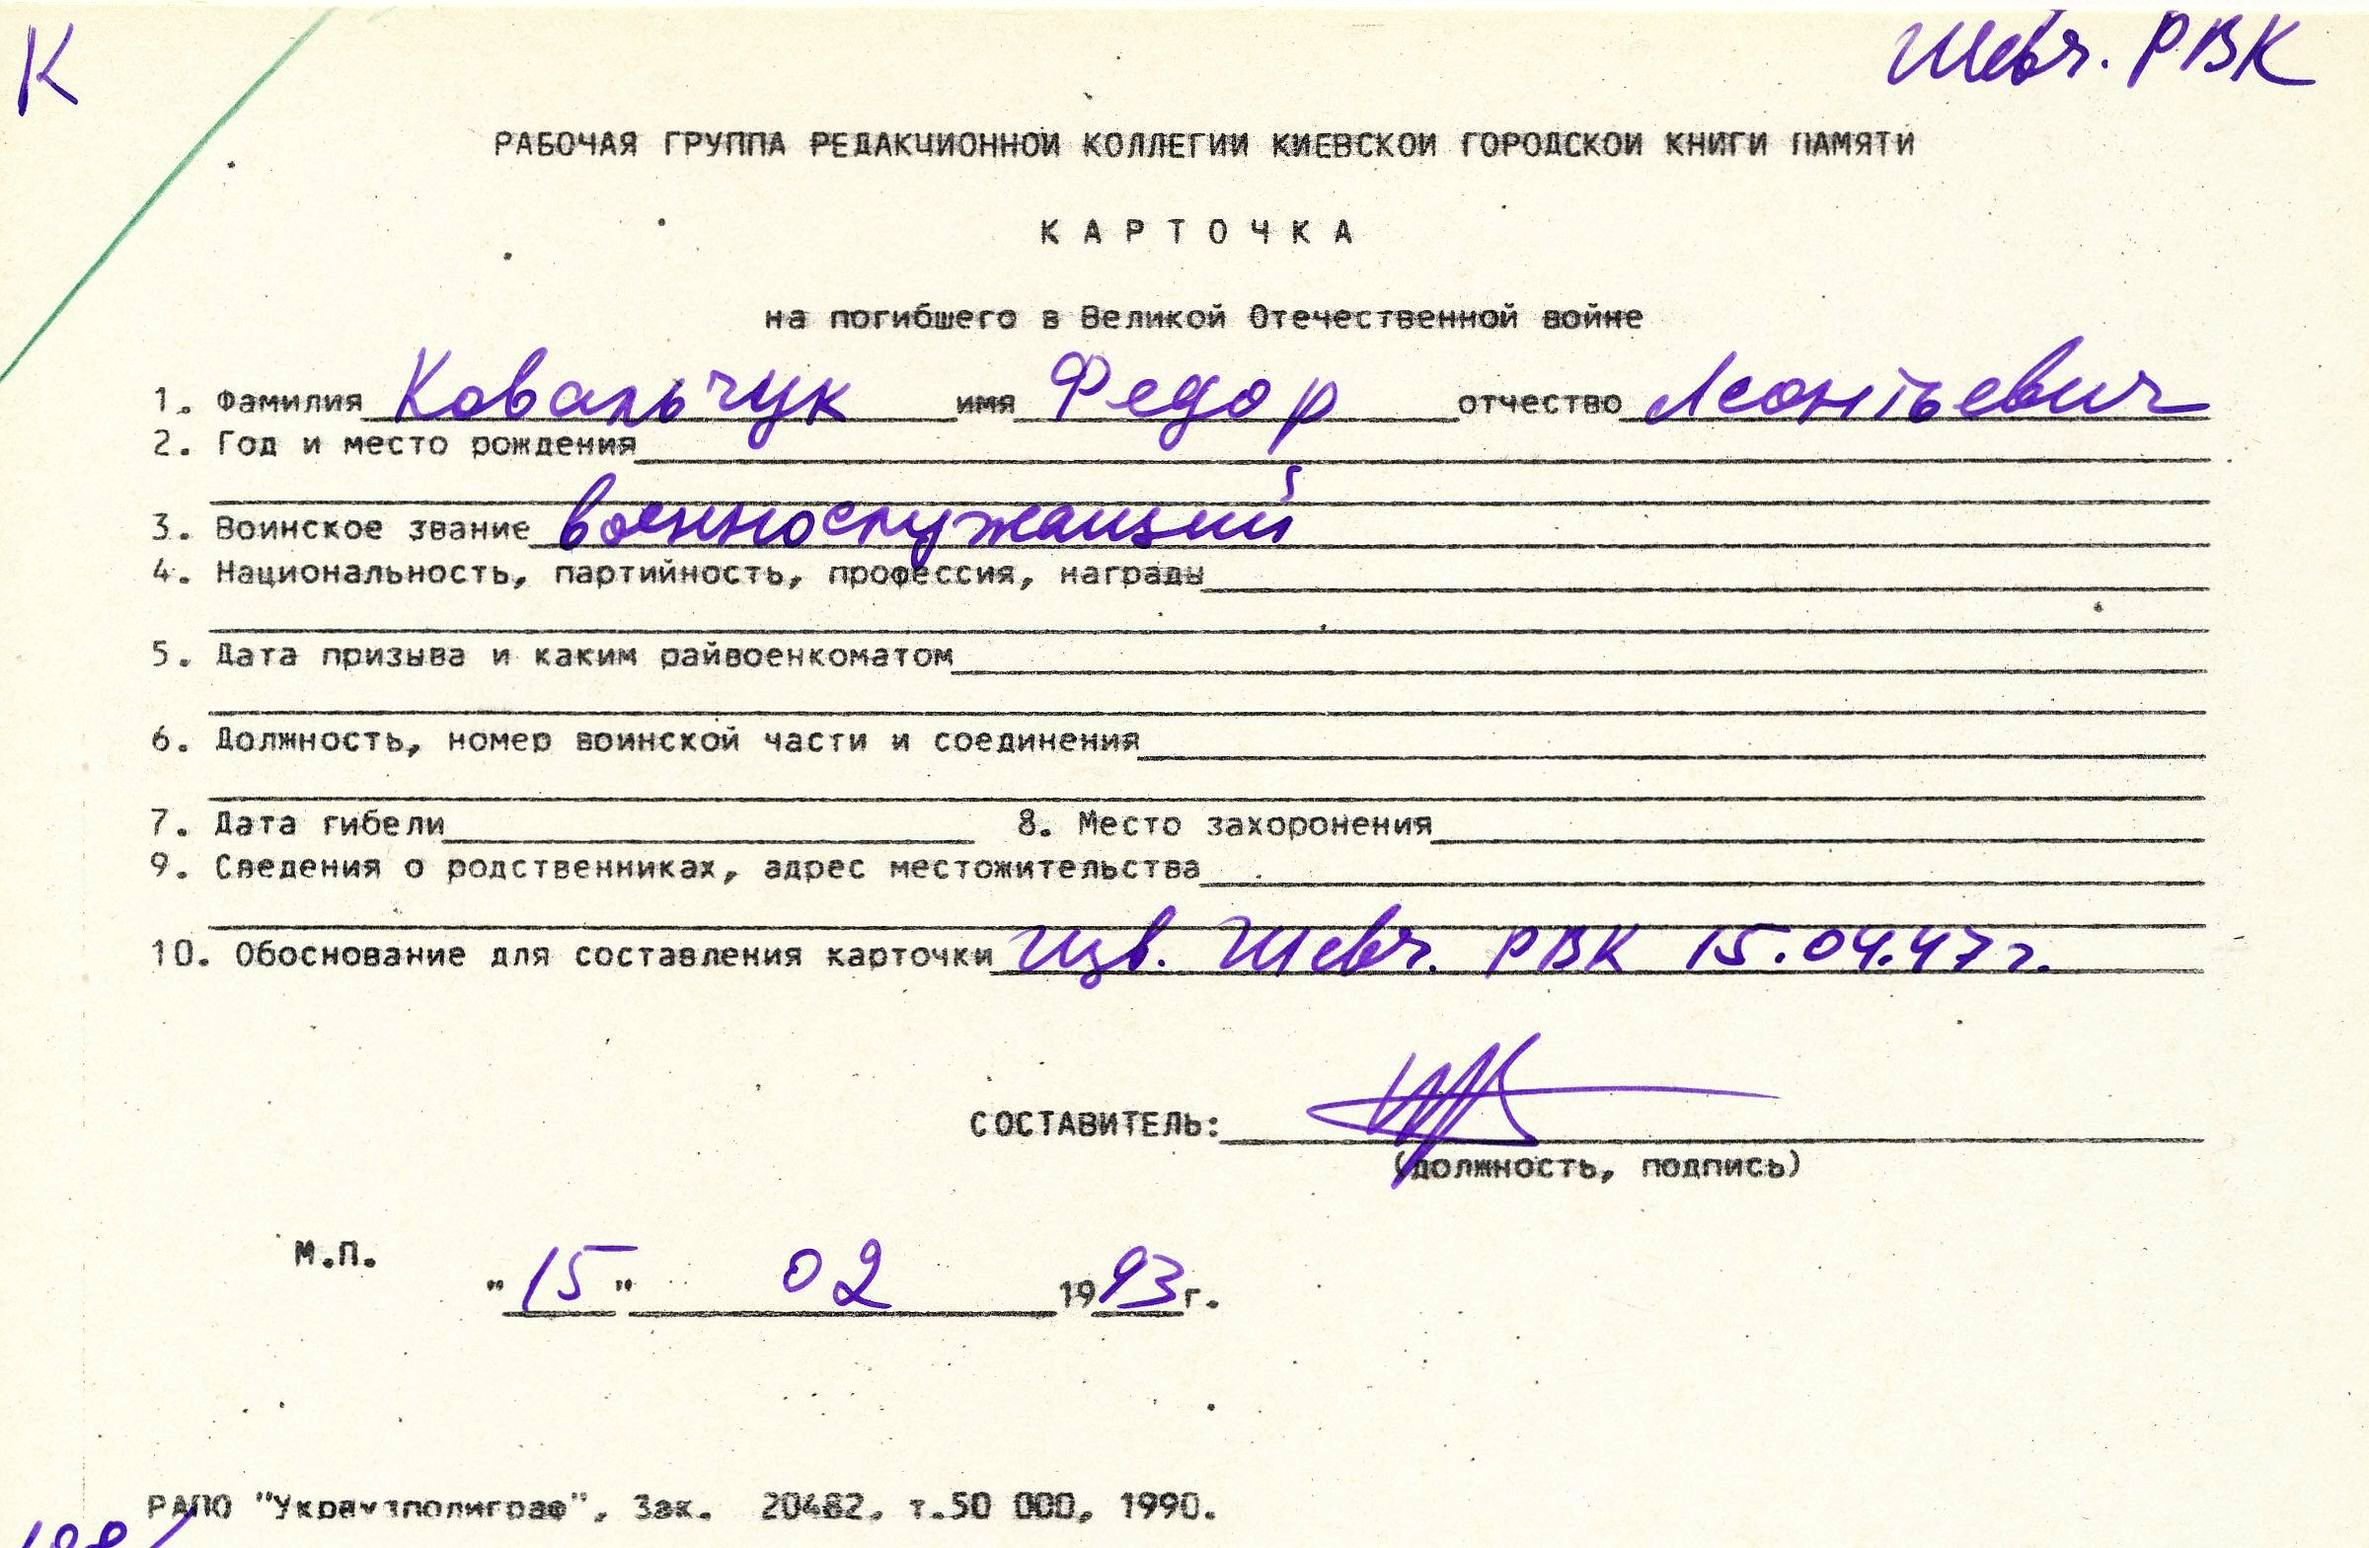 К
Шевч. РВК
РАБОЧАЯ ГРУППА РЕДАКЦИОННОЙ КОЛЛЕГИИ КИЕВСКОЙ ГОРОДСКОЙ КНИГИ ПАМЯТИ
КАРТОЧКА
на погибшего в Великой Отечественной войне
1. Фамилия Ковальчук имя Федор отчество Леонтьевич
2. Год и место рождения
3. Воинское звание военнослужащий
4. Национальность, партийность, профессия, награды
5. Дата призыва и каким райвоенкоматом
6. Должность, номер воинской части и соединения
7. Дата гибели 8. Место захоронения
9. Сведения о родственниках, адрес местожительства
10. Обоснование для составления карточки Изв. Шевч. РВК 15.04.47 г.
СОСТАВИТЕЛЬ:
(должность, подпись)
М.П.
"15" 02 1993 г.
РАПО "Укрвузполиграф", Зак. 20482. т.50 000, 1990.